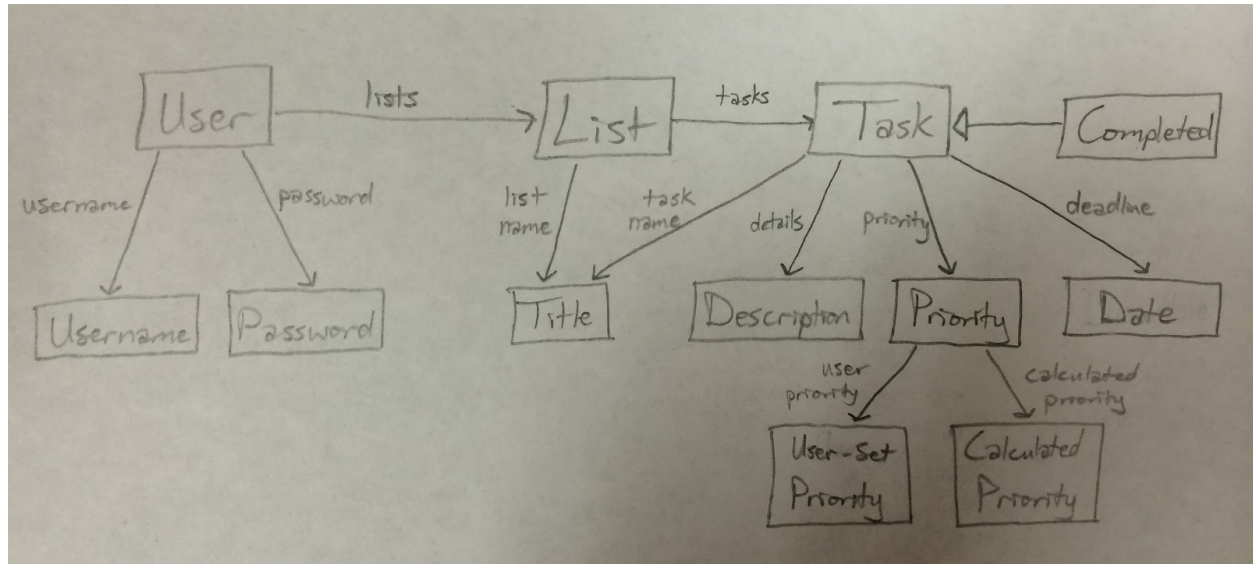 User
lists
List
tasks
Task
Completed
username
password
list
name
task
name
details
priority
deadline
Username
Password
Title
Description
Priority
Date
user
priority
calculated
priority
User-Set
Priority
Calculated
Priority